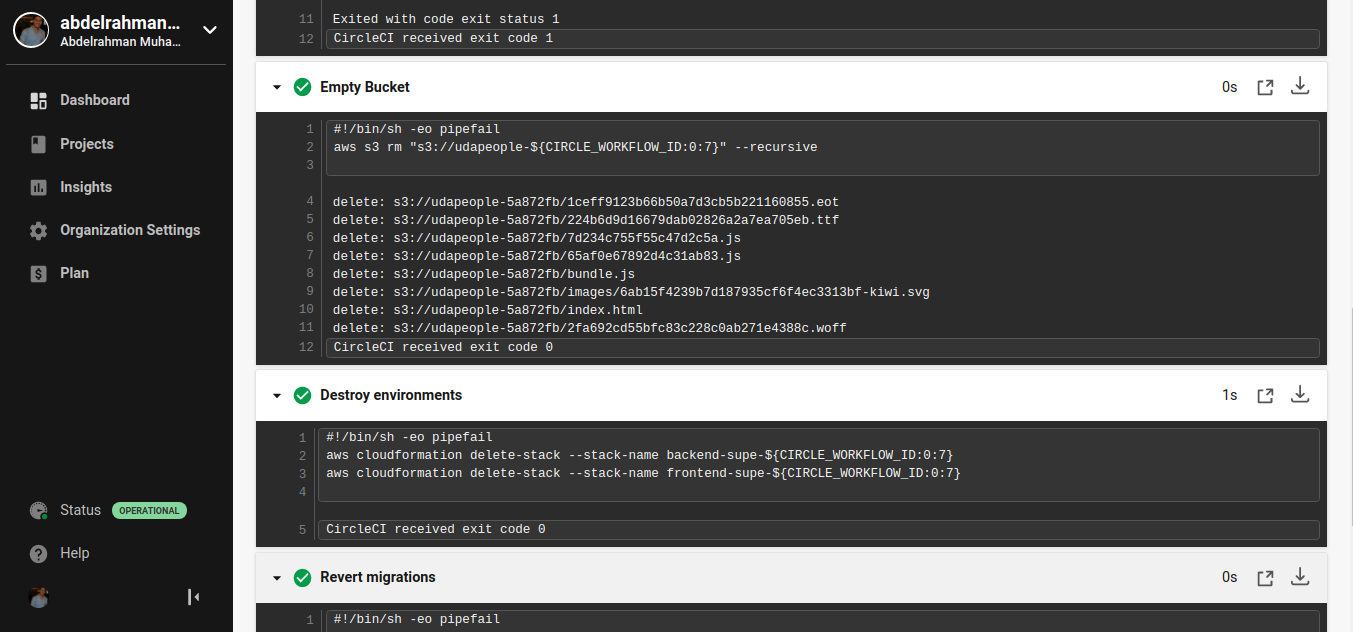 abdelrahman...
Abdelrahman Muha...
Dashboard
Projects
Insights
Organization Settings
Plan
Status OPERATIONAL
Help
11 Exited with code exit status 1
12 CircleCI received exit code 1
Empty Bucket 0s
1 #!/bin/sh -eo pipefail
2 aws s3 rm "s3://udapeople-${CIRCLE_WORKFLOW_ID:0:7}" --recursive
3
4 delete: s3://udapeople-5a872fb/1ceff9123b66b50a7d3cb5b221160855.eot
5 delete: s3://udapeople-5a872fb/224b6d9d16679dab02826a2a7ea705eb.ttf
6 delete: s3://udapeople-5a872fb/7d234c755f55c47d2c5a.js
7 delete: s3://udapeople-5a872fb/65af0e67892d4c31ab83.js
8 delete: s3://udapeople-5a872fb/bundle.js
9 delete: s3://udapeople-5a872fb/images/6ab15f4239b7d187935cf6f4ec3313bf-kiwi.svg
10 delete: s3://udapeople-5a872fb/index.html
11 delete: s3://udapeople-5a872fb/2fa692cd55bfc83c228c0ab271e4388c.woff
12 CircleCI received exit code 0
Destroy environments 1s
1 #!/bin/sh -eo pipefail
2 aws cloudformation delete-stack --stack-name backend-supe-${CIRCLE_WORKFLOW_ID:0:7}
3 aws cloudformation delete-stack --stack-name frontend-supe-${CIRCLE_WORKFLOW_ID:0:7}
4
5 CircleCI received exit code 0
Revert migrations 0s
1 #!/bin/sh -eo pipefail